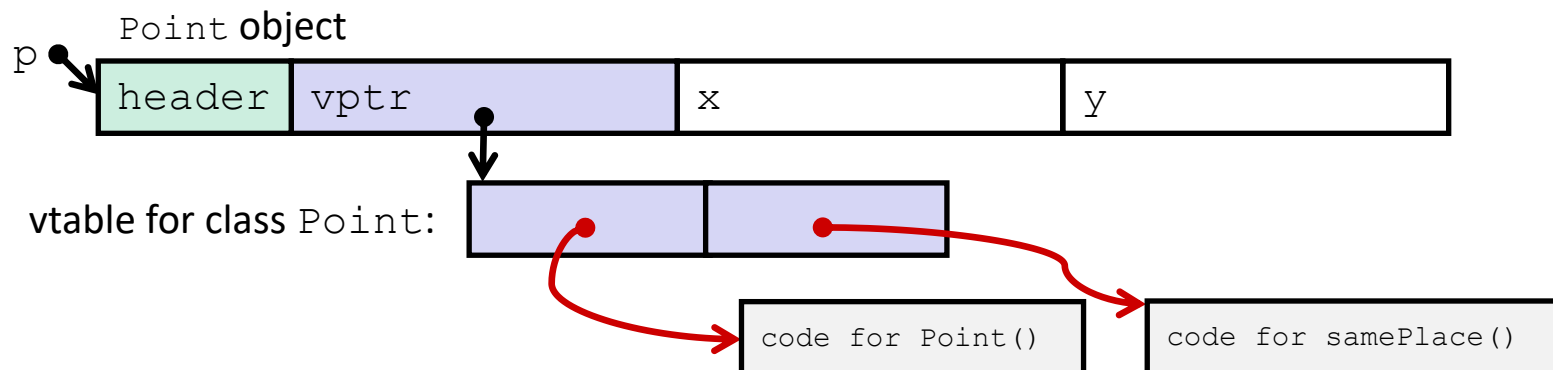 Point object
p
header vptr x y
vtable for class Point:
code for Point() code for samePlace()